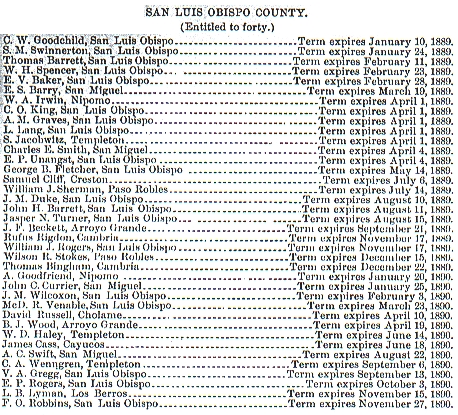 SAN LUIS OBISPO COUNTY.
(Entitled to forty.)
C. W. Goodchild, San Luis Obispo Term expires January 10, 1889.
S. M. Swinnerton, San Luis Obispo Term expires January 24, 1889.
Thomas Barrett, San Luis Obispo Term expires February 11, 1889.
W. H. Spencer, San Luis Obispo Term expires February 23, 1889.
E. V. Baker, San Luis Obispo Term expires February 28, 1889.
E. S. Barry, San Miguel Term expires March 19, 1889.
W. A. Irwin, Nipomo Term expires April 1, 1889.
C. O. King, San Luis Obispo Term expires April 1, 1889.
A. M. Graves, San Luis Obispo Term expires April 1, 1889.
L. Lang, San Luis Obispo Term expires April 1, 1889.
S. Jacobwitz, Templeton Term expires April 1, 1889.
Charles E. Smith, San Miguel Term expires April 4, 1889.
E. P. Unangst, San Luis Obispo Term expires April 4, 1889.
George B. Fletcher, San Luis Obispo Term expires May 14, 1889.
Samuel Cliff, Creston Term expires July 6, 1889.
William J. Sherman, Paso Robles Term expires July 14, 1889.
J. M. Duke, San Luis Obispo Term expires August 10, 1889.
John H. Barrett, San Luis Obispo Term expires August 11, 1889.
Jasper N. Turner, San Luis Obispo Term expires August 15, 1889.
J. F. Beckett, Arroyo Grande Term expires September 21, 1889.
Rufus Rigdon, Cambria Term expires November 17, 1889.
William J. Rogers, San Luis Obispo Term expires November 17, 1889.
Wilson R. Stokes, Paso Robles Term expires December 15, 1889.
Thomas Bingham, Cambria Term expires December 22, 1889.
A. Goodfriend, Nipomo Term expires January 20, 1890.
John C. Currier, San Miguel Term expires January 25, 1890.
J. M. Wilcoxon, San Luis Obispo Term expires February 3, 1890.
McD. R. Venable, San Luis Obispo Term expires March 23, 1890.
David Russell, Cholame Term expires April 10, 1890.
B. J. Wood, Arroyo Grande Term expires April 19, 1890.
W. D. Haley, Templeton Term expires June 14, 1890.
James Cass, Cayucos Term expires June 18, 1890.
A. C. Swift, San Miguel Term expires August 22, 1890.
C. A. Wenngren, Templeton Term expires September 6, 1890.
V. A. Gregg, San Luis Obispo Term expires September 13, 1890.
E. P. Rogers, San Luis Obispo Term expires October 3, 1890.
L. B. Lyman, Los Berros Term expires November 15, 1890.
F. O. Robbins, San Luis Obispo Term expires November 27, 1890.